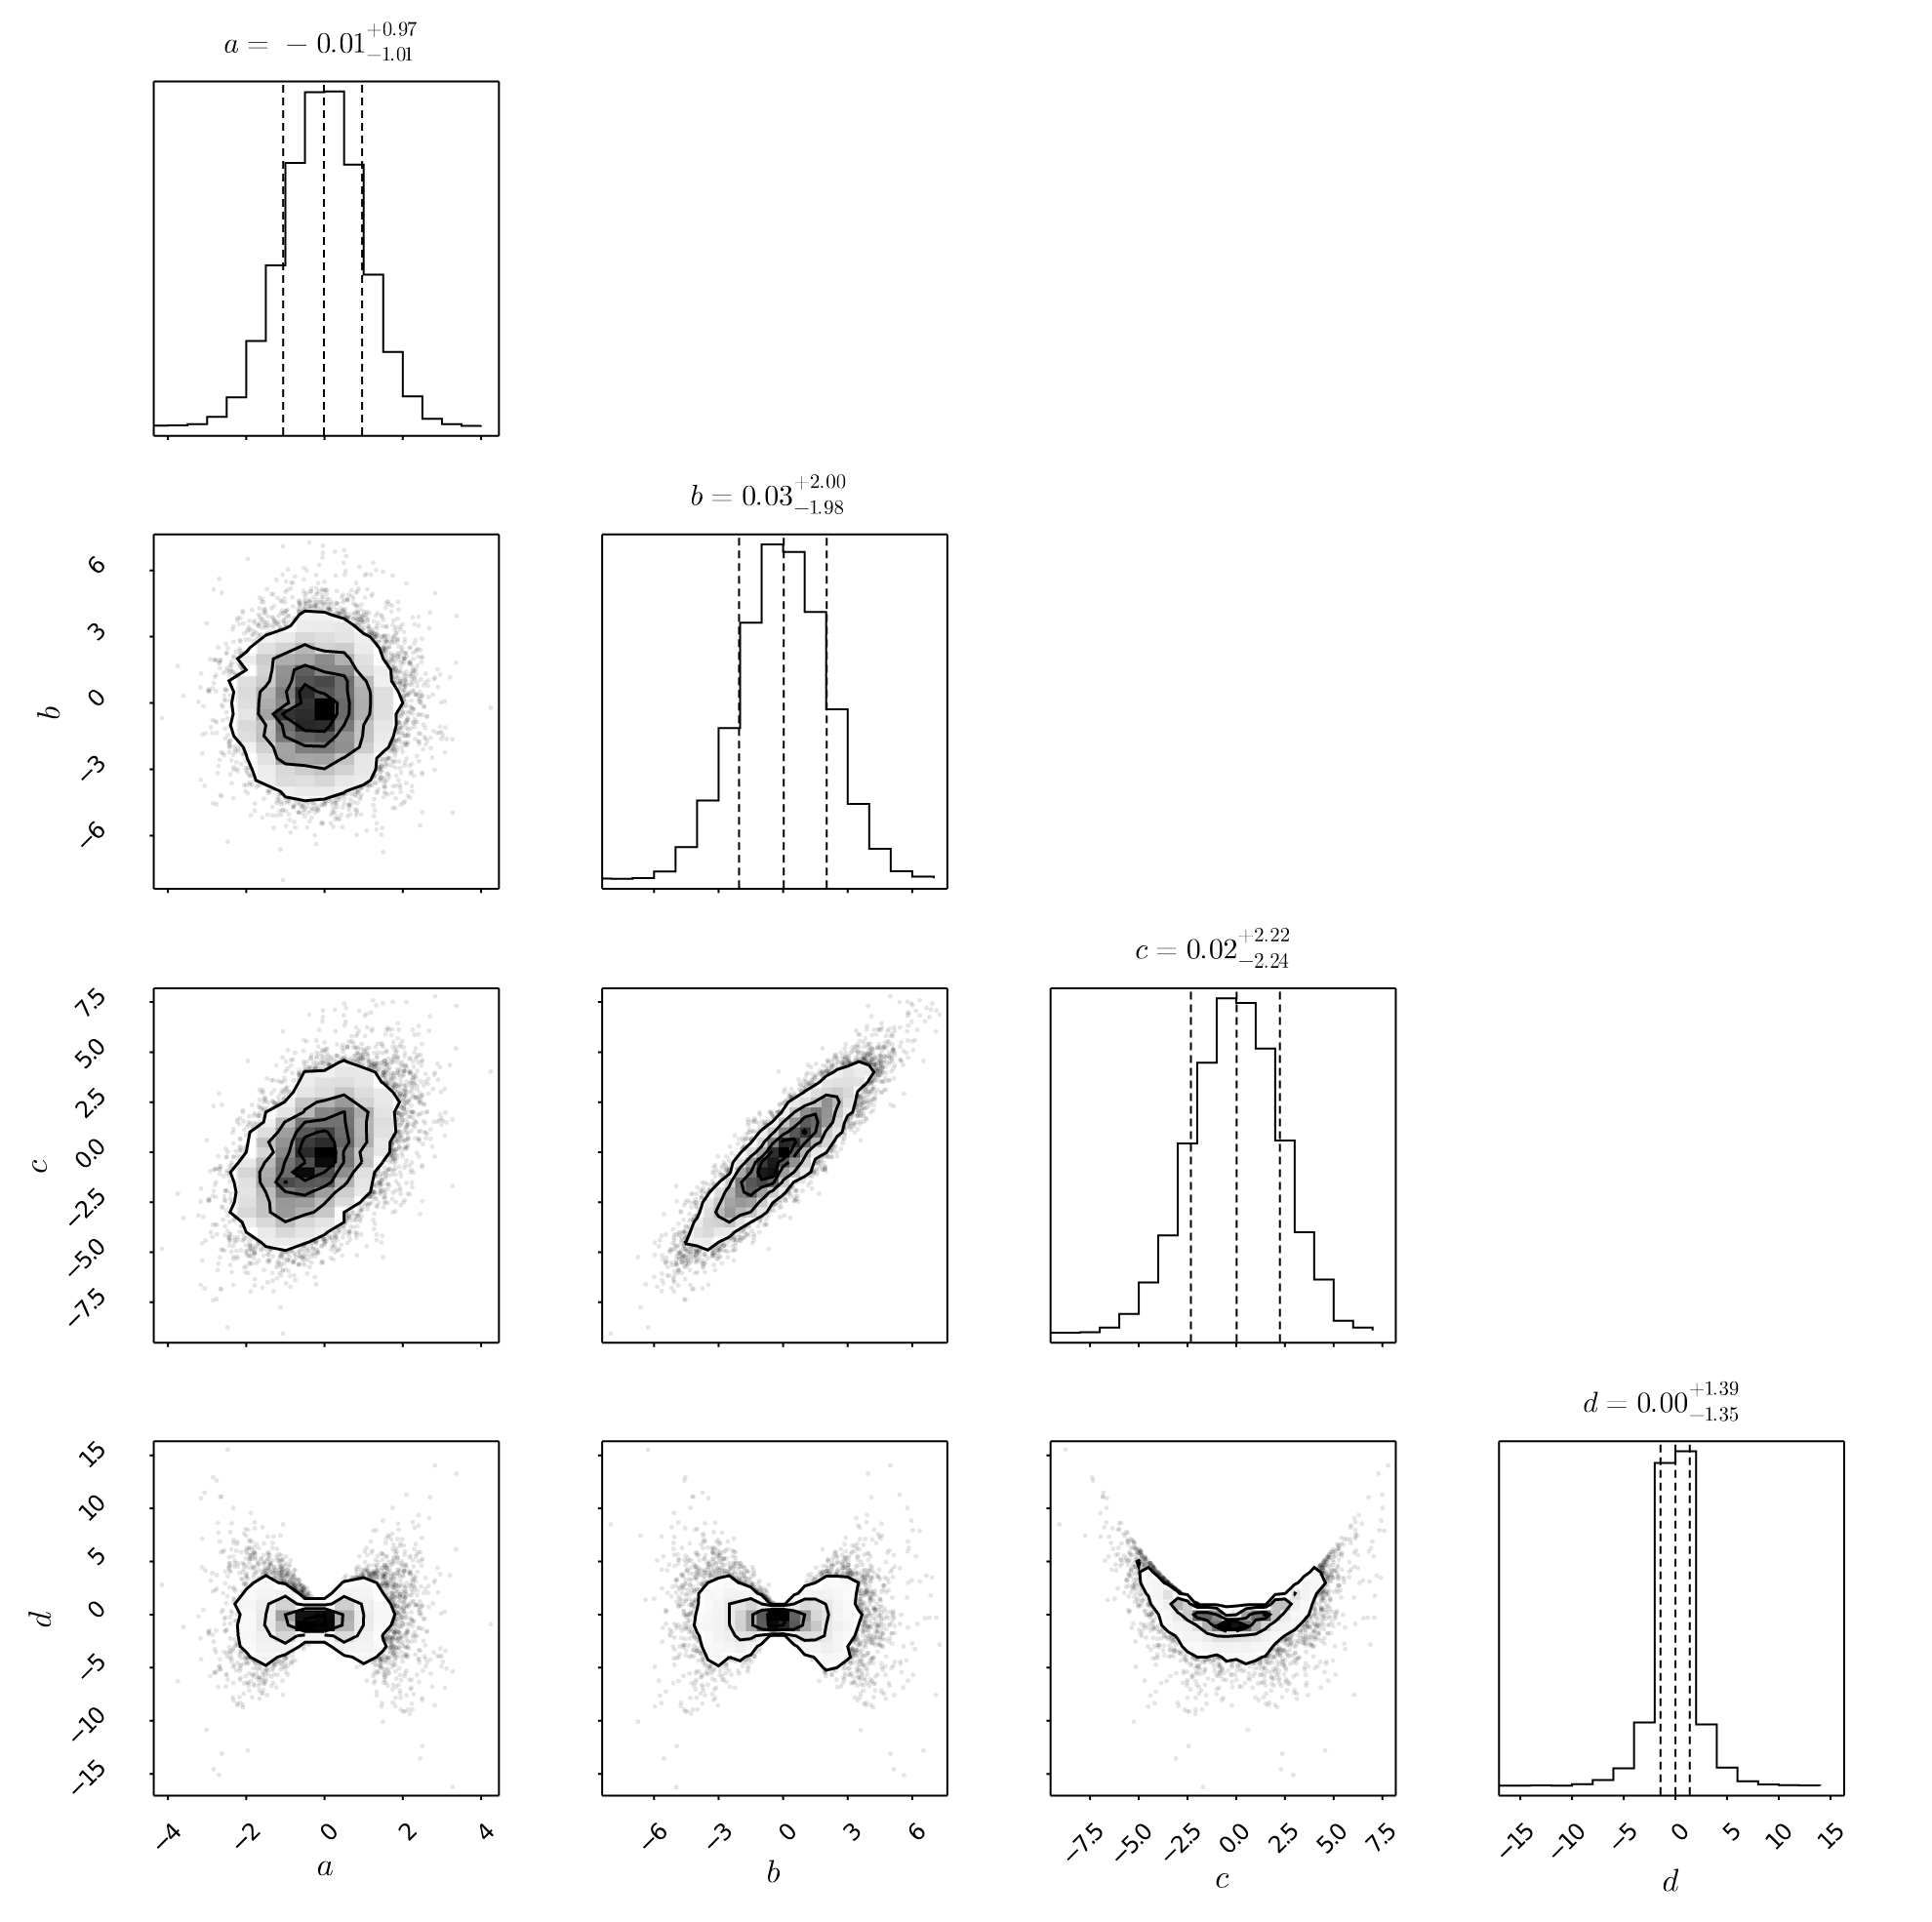 a = −0.01 +0.97 −1.01
b = 0.03 +2.00 −1.98
6
3
0
−3
−6
b
c = 0.02 +2.22 −2.24
7.5
5.0
2.5
0.0
−2.5
−5.0
−7.5
c
d = 0.00 +1.39 −1.35
15
10
5
0
−5
−10
−15
d
−4 −2 0 2 4
−6 −3 0 3 6
−7.5 −5.0 −2.5 0.0 2.5 5.0 7.5
−15 −10 −5 0 5 10 15
a
b
c
d